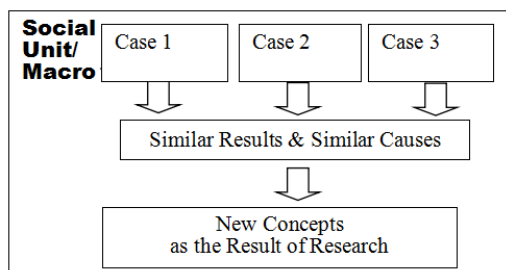 Social
Unit/
Macro
Case 1
Case 2
Case 3
Similar Results & Similar Causes
New Concepts
as the Result of Research